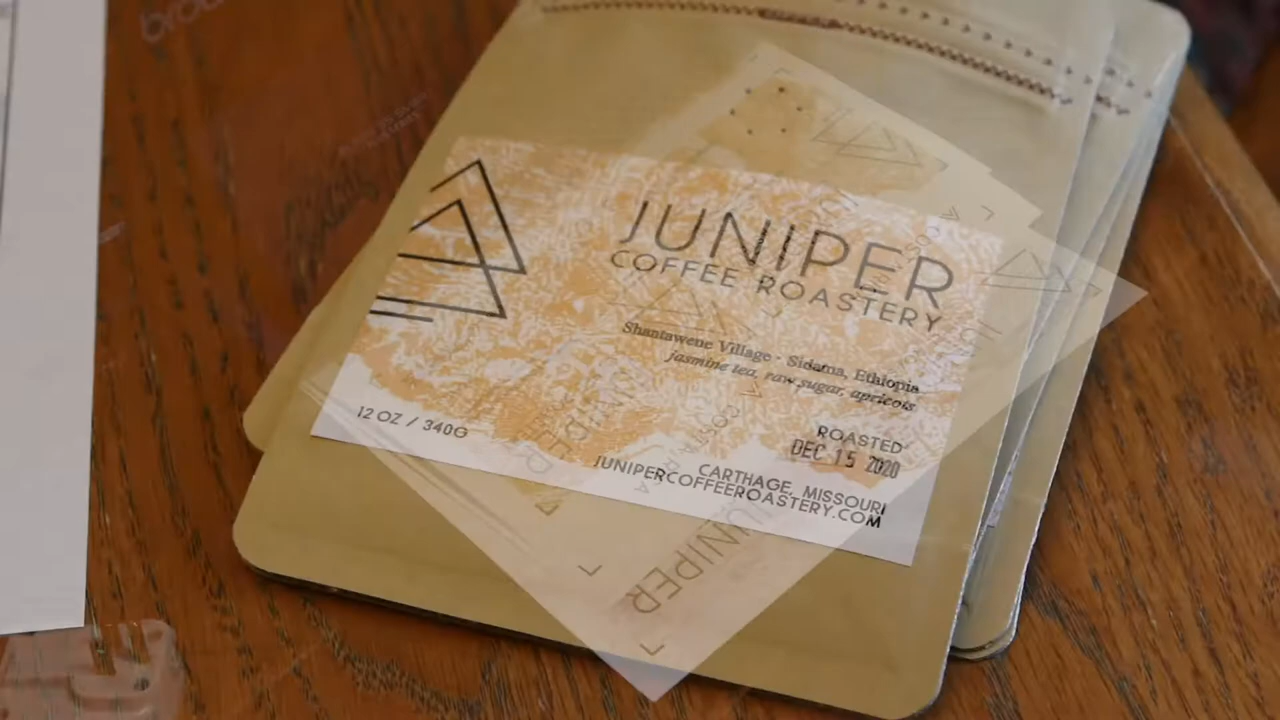 JUNIPER
COFFEE ROASTERY
Shantawene Village · Sidama, Ethiopia
jasmine tea, raw sugar, apricots
12 OZ / 340G
ROASTED
DEC 15 2020
CARTHAGE, MISSOURI
JUNIPERCOFFEEROASTERY.COM
JUNIPER
JUNIPER